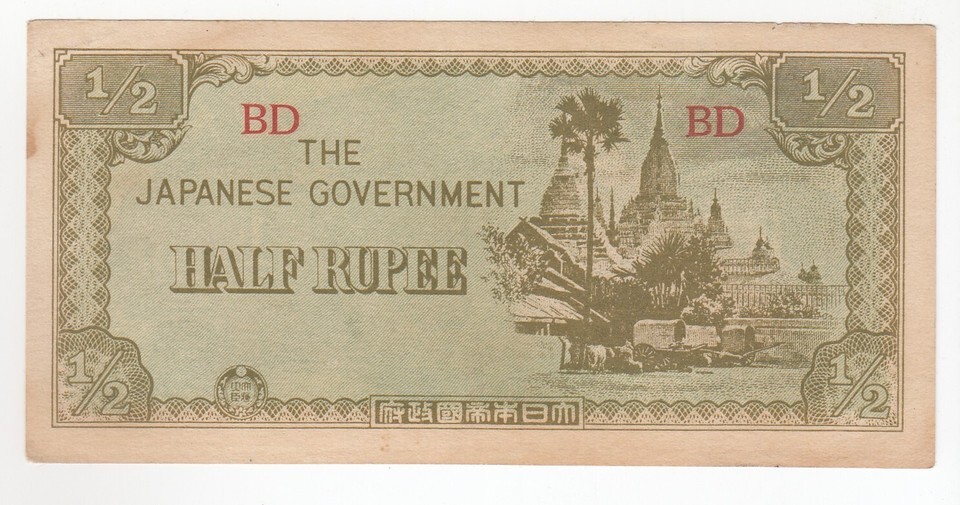 1/2 1/2
BD BD
THE
JAPANESE GOVERNMENT
HALF RUPEE
1/2 1/2
大日本帝國政府